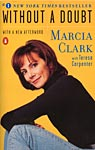 #1 NEW YORK TIMES BESTSELLER
WITHOUT A DOUBT
WITH A NEW AFTERWORD
MARCIA
CLARK
with Teresa
Carpenter